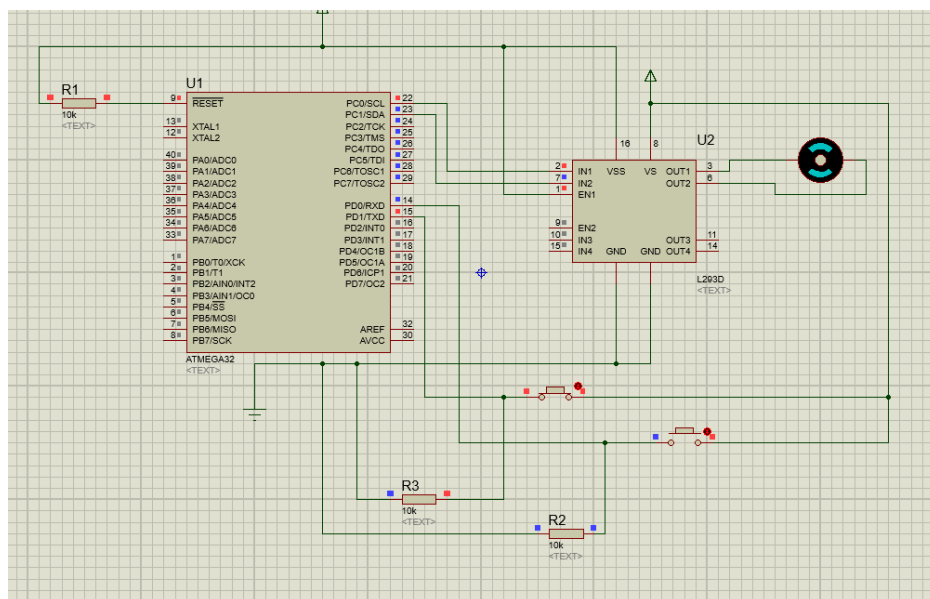 R1
10k
<TEXT>
U1
9 RESET
13 XTAL1
12 XTAL2
40 PA0/ADC0
39 PA1/ADC1
38 PA2/ADC2
37 PA3/ADC3
36 PA4/ADC4
35 PA5/ADC5
34 PA6/ADC6
33 PA7/ADC7
1 PB0/T0/XCK
2 PB1/T1
3 PB2/AIN0/INT2
4 PB3/AIN1/OC0
5 PB4/SS
6 PB5/MOSI
7 PB6/MISO
8 PB7/SCK
PC0/SCL 22
PC1/SDA 23
PC2/TCK 24
PC3/TMS 25
PC4/TDO 26
PC5/TDI 27
PC6/TOSC1 28
PC7/TOSC2 29
PD0/RXD 14
PD1/TXD 15
PD2/INT0 16
PD3/INT1 17
PD4/OC1B 18
PD5/OC1A 19
PD6/ICP1 20
PD7/OC2 21
AREF 32
AVCC 30
ATMEGA32
<TEXT>
U2
16 8
2 IN1 VSS VS OUT1 3
7 IN2 OUT2 6
1 EN1
9 EN2
10 IN3 OUT3 11
15 IN4 GND GND OUT4 14
L293D
<TEXT>
R3
10k
<TEXT>
R2
10k
<TEXT>